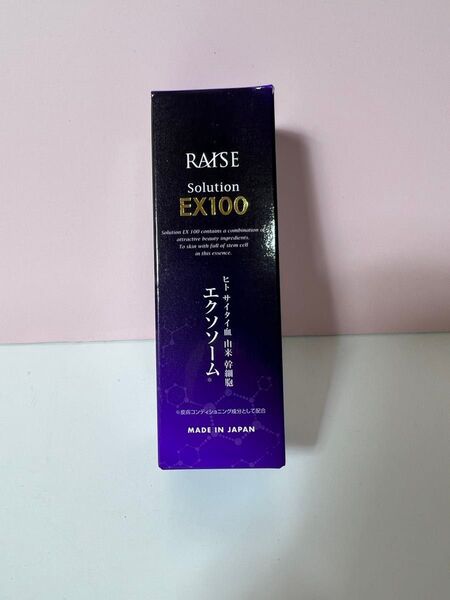 RAISE
Solution
EX100
Solution EX 100 contains a combination of
attractive beauty ingredients.
To skin with full of stem cell
in this essence.
ヒト サイタイ血 由来 幹細胞
エクソソーム※
※皮膚コンディショニング成分として配合
MADE IN JAPAN